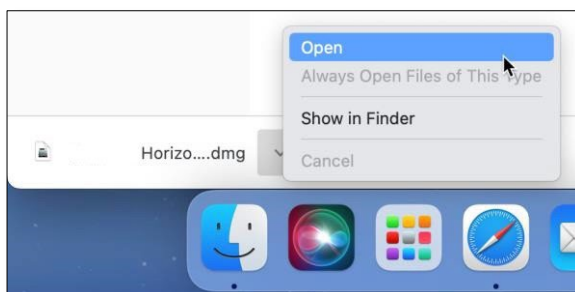 Open
Always Open Files of This Type
Show in Finder
Horizo....dmg
Cancel